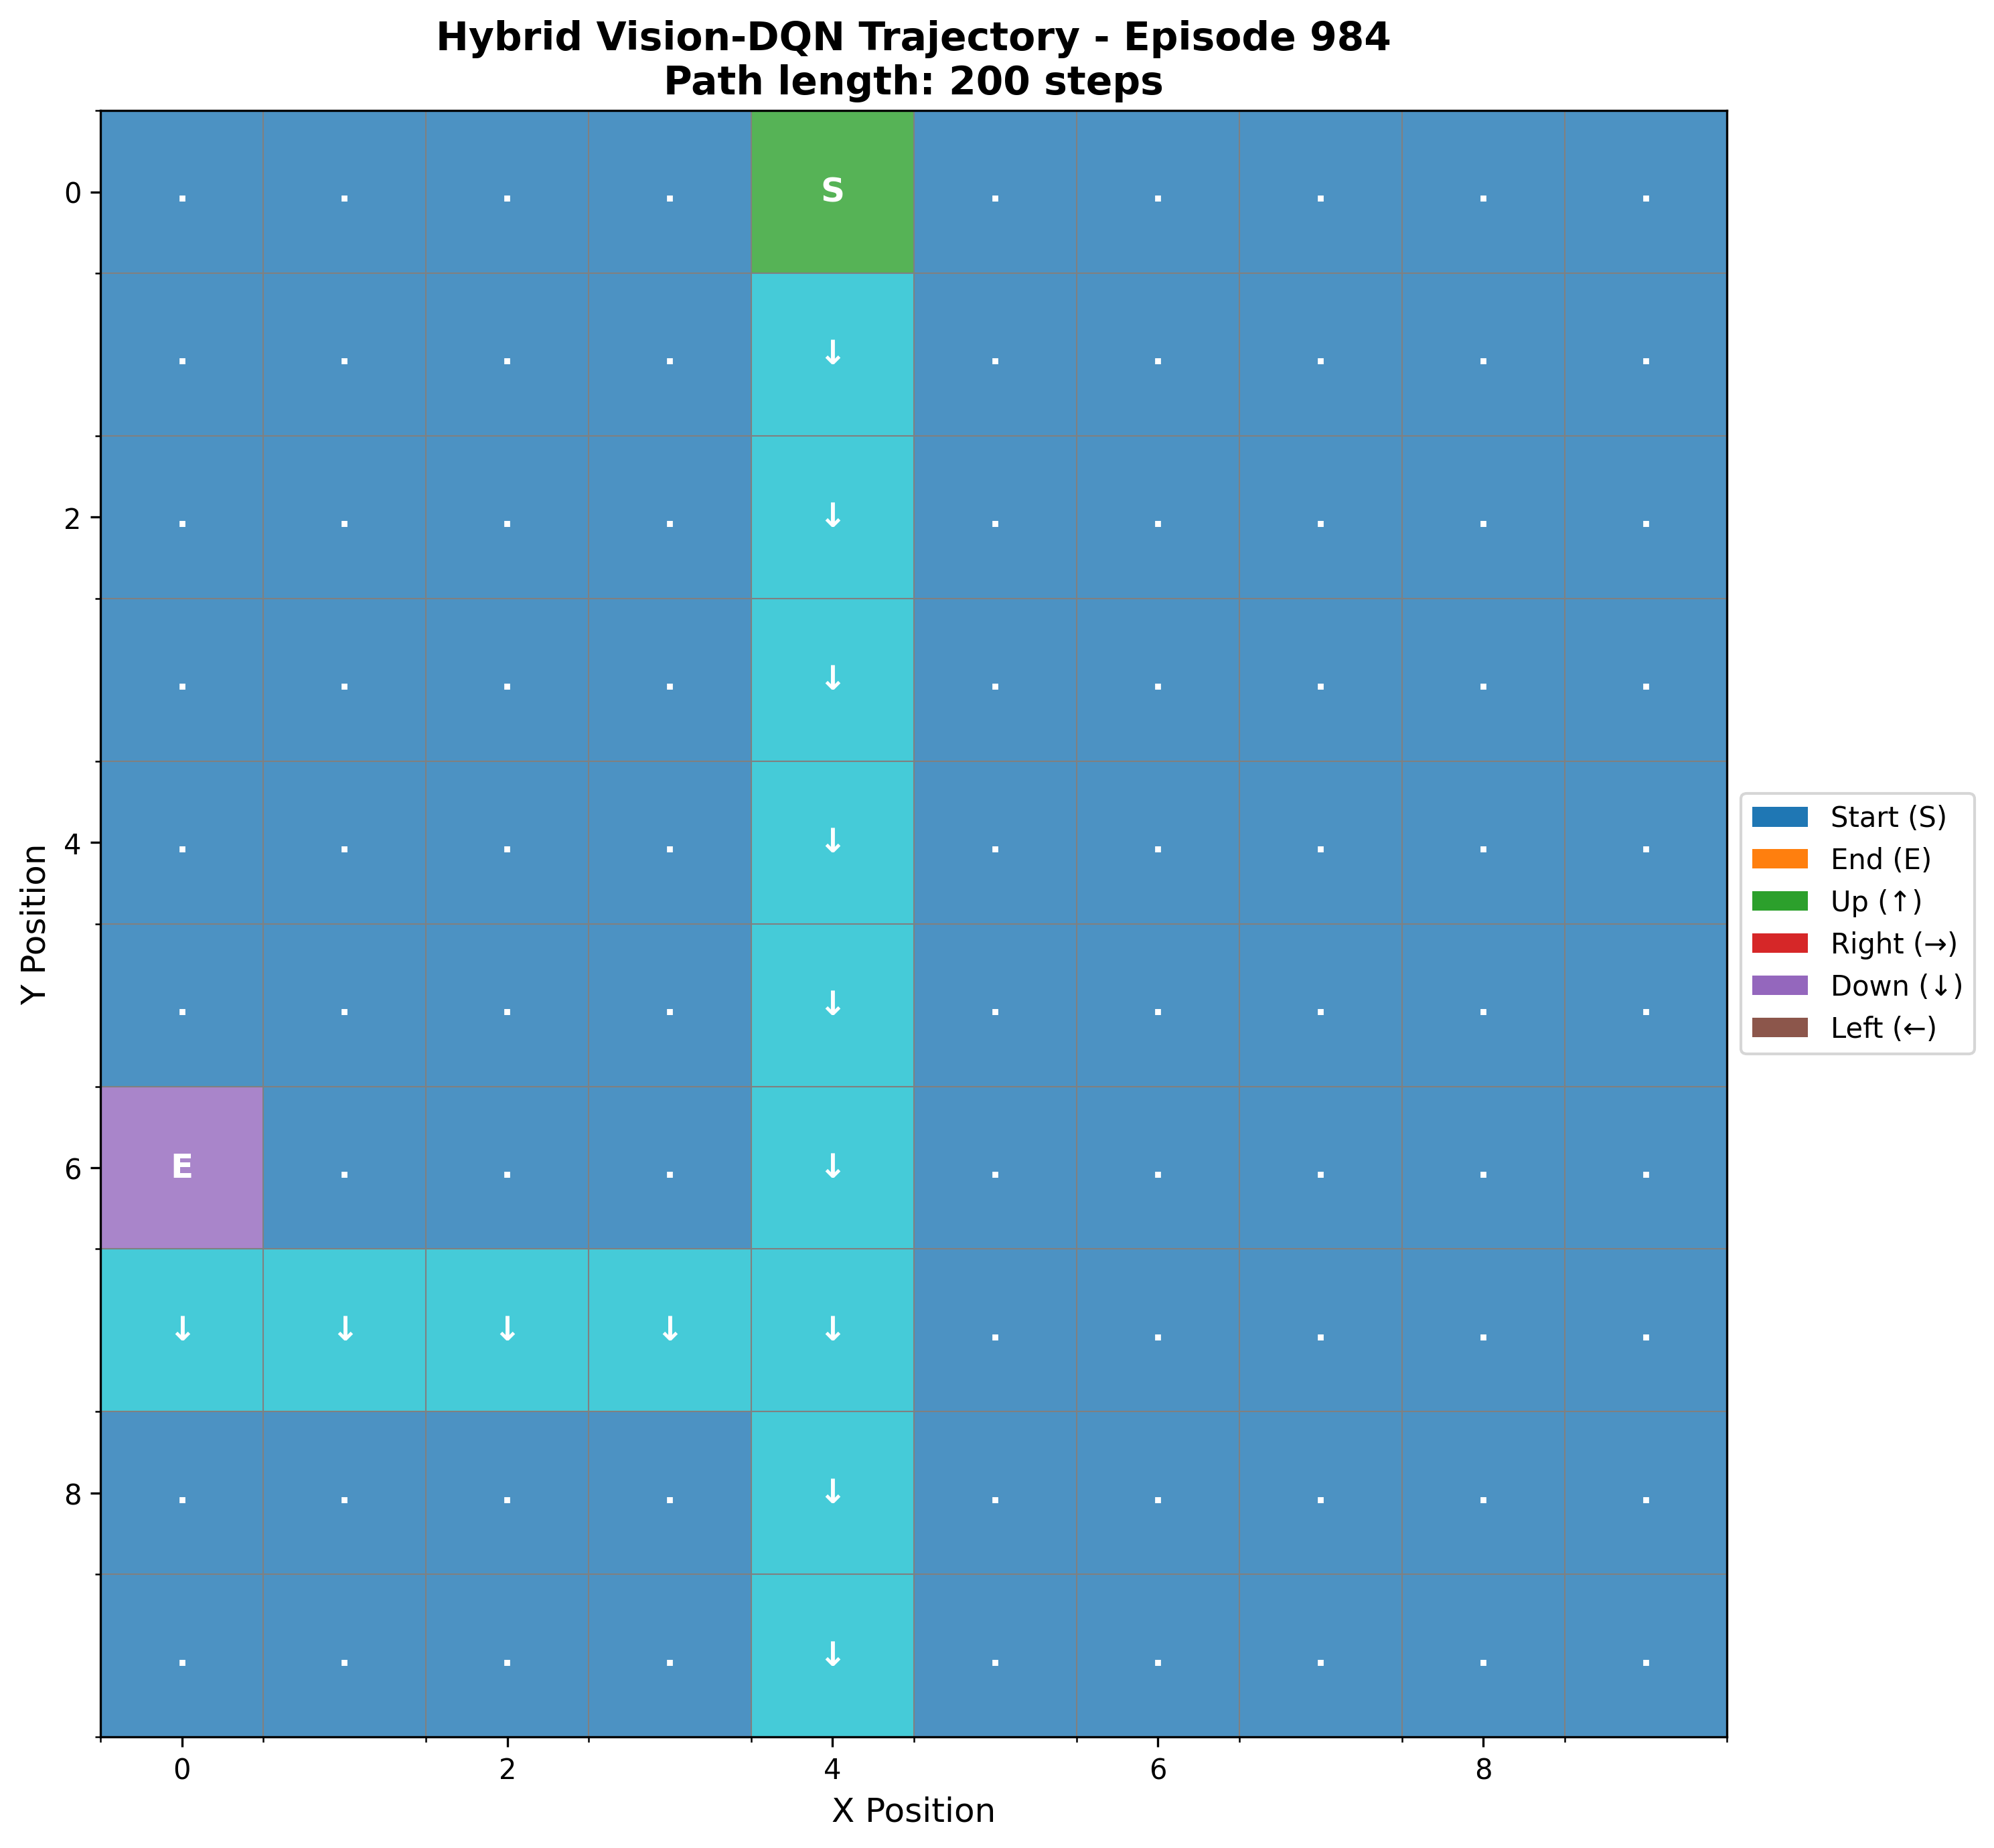 Hybrid Vision-DQN Trajectory - Episode 984
Path length: 200 steps
0 . . . . S . . . . .
. . . . ↓ . . . . .
2 . . . . ↓ . . . . .
. . . . ↓ . . . . .
4 . . . . ↓ . . . . .
. . . . ↓ . . . . .
6 E . . . ↓ . . . . .
↓ ↓ ↓ ↓ ↓ . . . . .
8 . . . . ↓ . . . . .
. . . . ↓ . . . . .
0 2 4 6 8
X Position
Y Position
Start (S)
End (E)
Up (↑)
Right (→)
Down (↓)
Left (←)